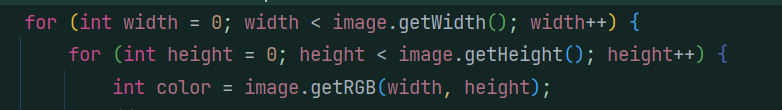 for (int width = 0; width < image.getWidth(); width++) {
for (int height = 0; height < image.getHeight(); height++) {
int color = image.getRGB(width, height);